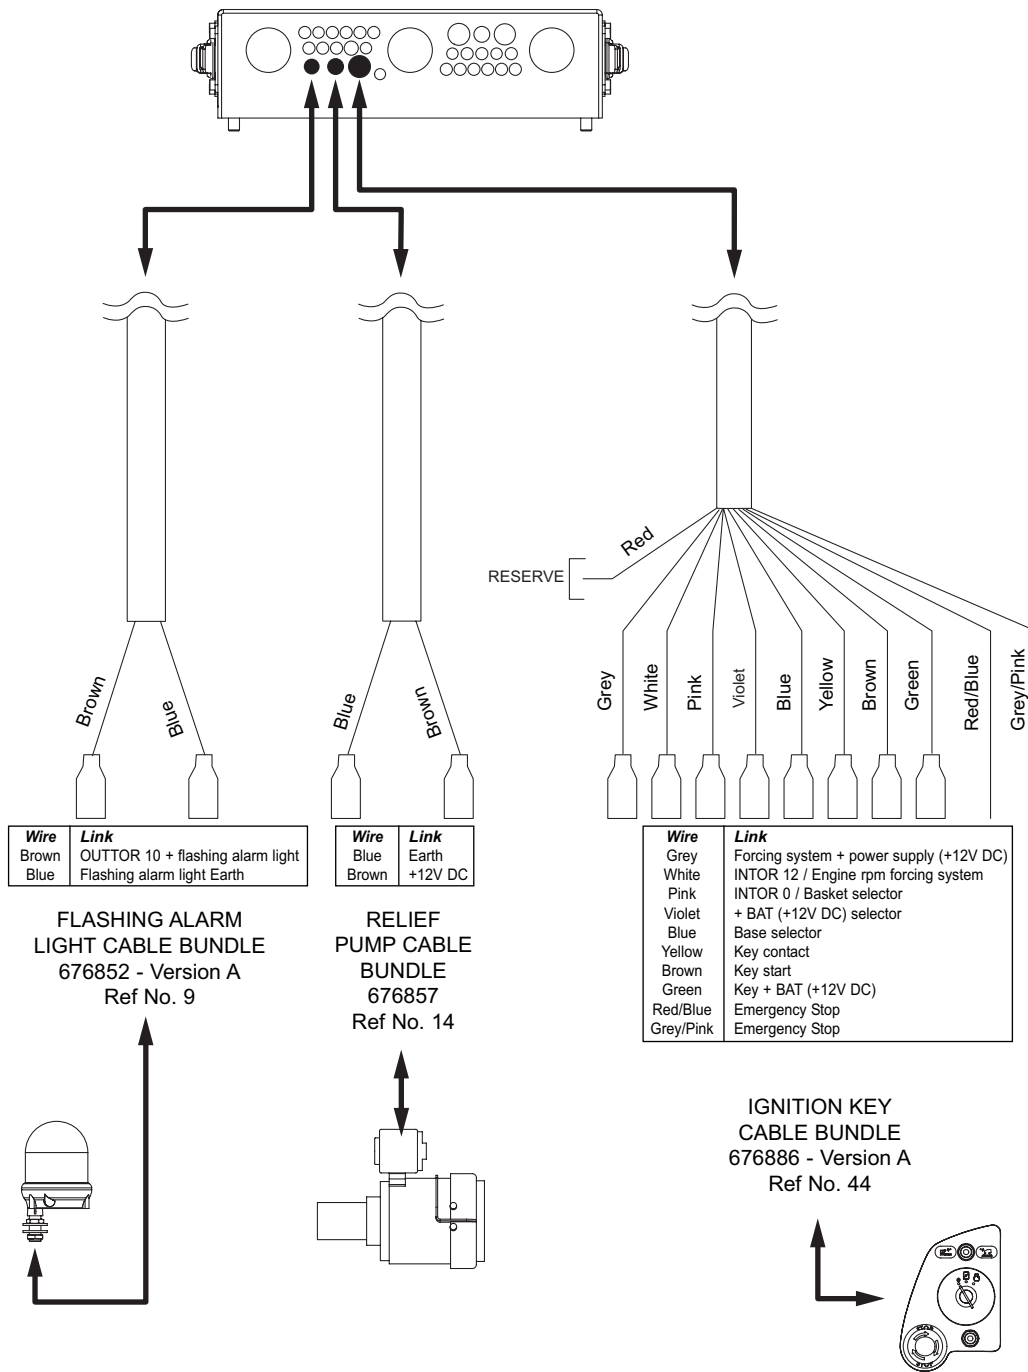 Red
RESERVE
Brown
Blue
Blue
Brown
Grey
White
Pink
Violet
Blue
Yellow
Brown
Green
Red/Blue
Grey/Pink
Wire Link
Brown OUTTOR 10 + flashing alarm light
Blue Flashing alarm light Earth
FLASHING ALARM
LIGHT CABLE BUNDLE
676852 - Version A
Ref No. 9
Wire Link
Blue Earth
Brown +12V DC
RELIEF
PUMP CABLE
BUNDLE
676857
Ref No. 14
Wire Link
Grey Forcing system + power supply (+12V DC)
White INTOR 12 / Engine rpm forcing system
Pink INTOR 0 / Basket selector
Violet + BAT (+12V DC) selector
Blue Base selector
Yellow Key contact
Brown Key start
Green Key + BAT (+12V DC)
Red/Blue Emergency Stop
Grey/Pink Emergency Stop
IGNITION KEY
CABLE BUNDLE
676886 - Version A
Ref No. 44